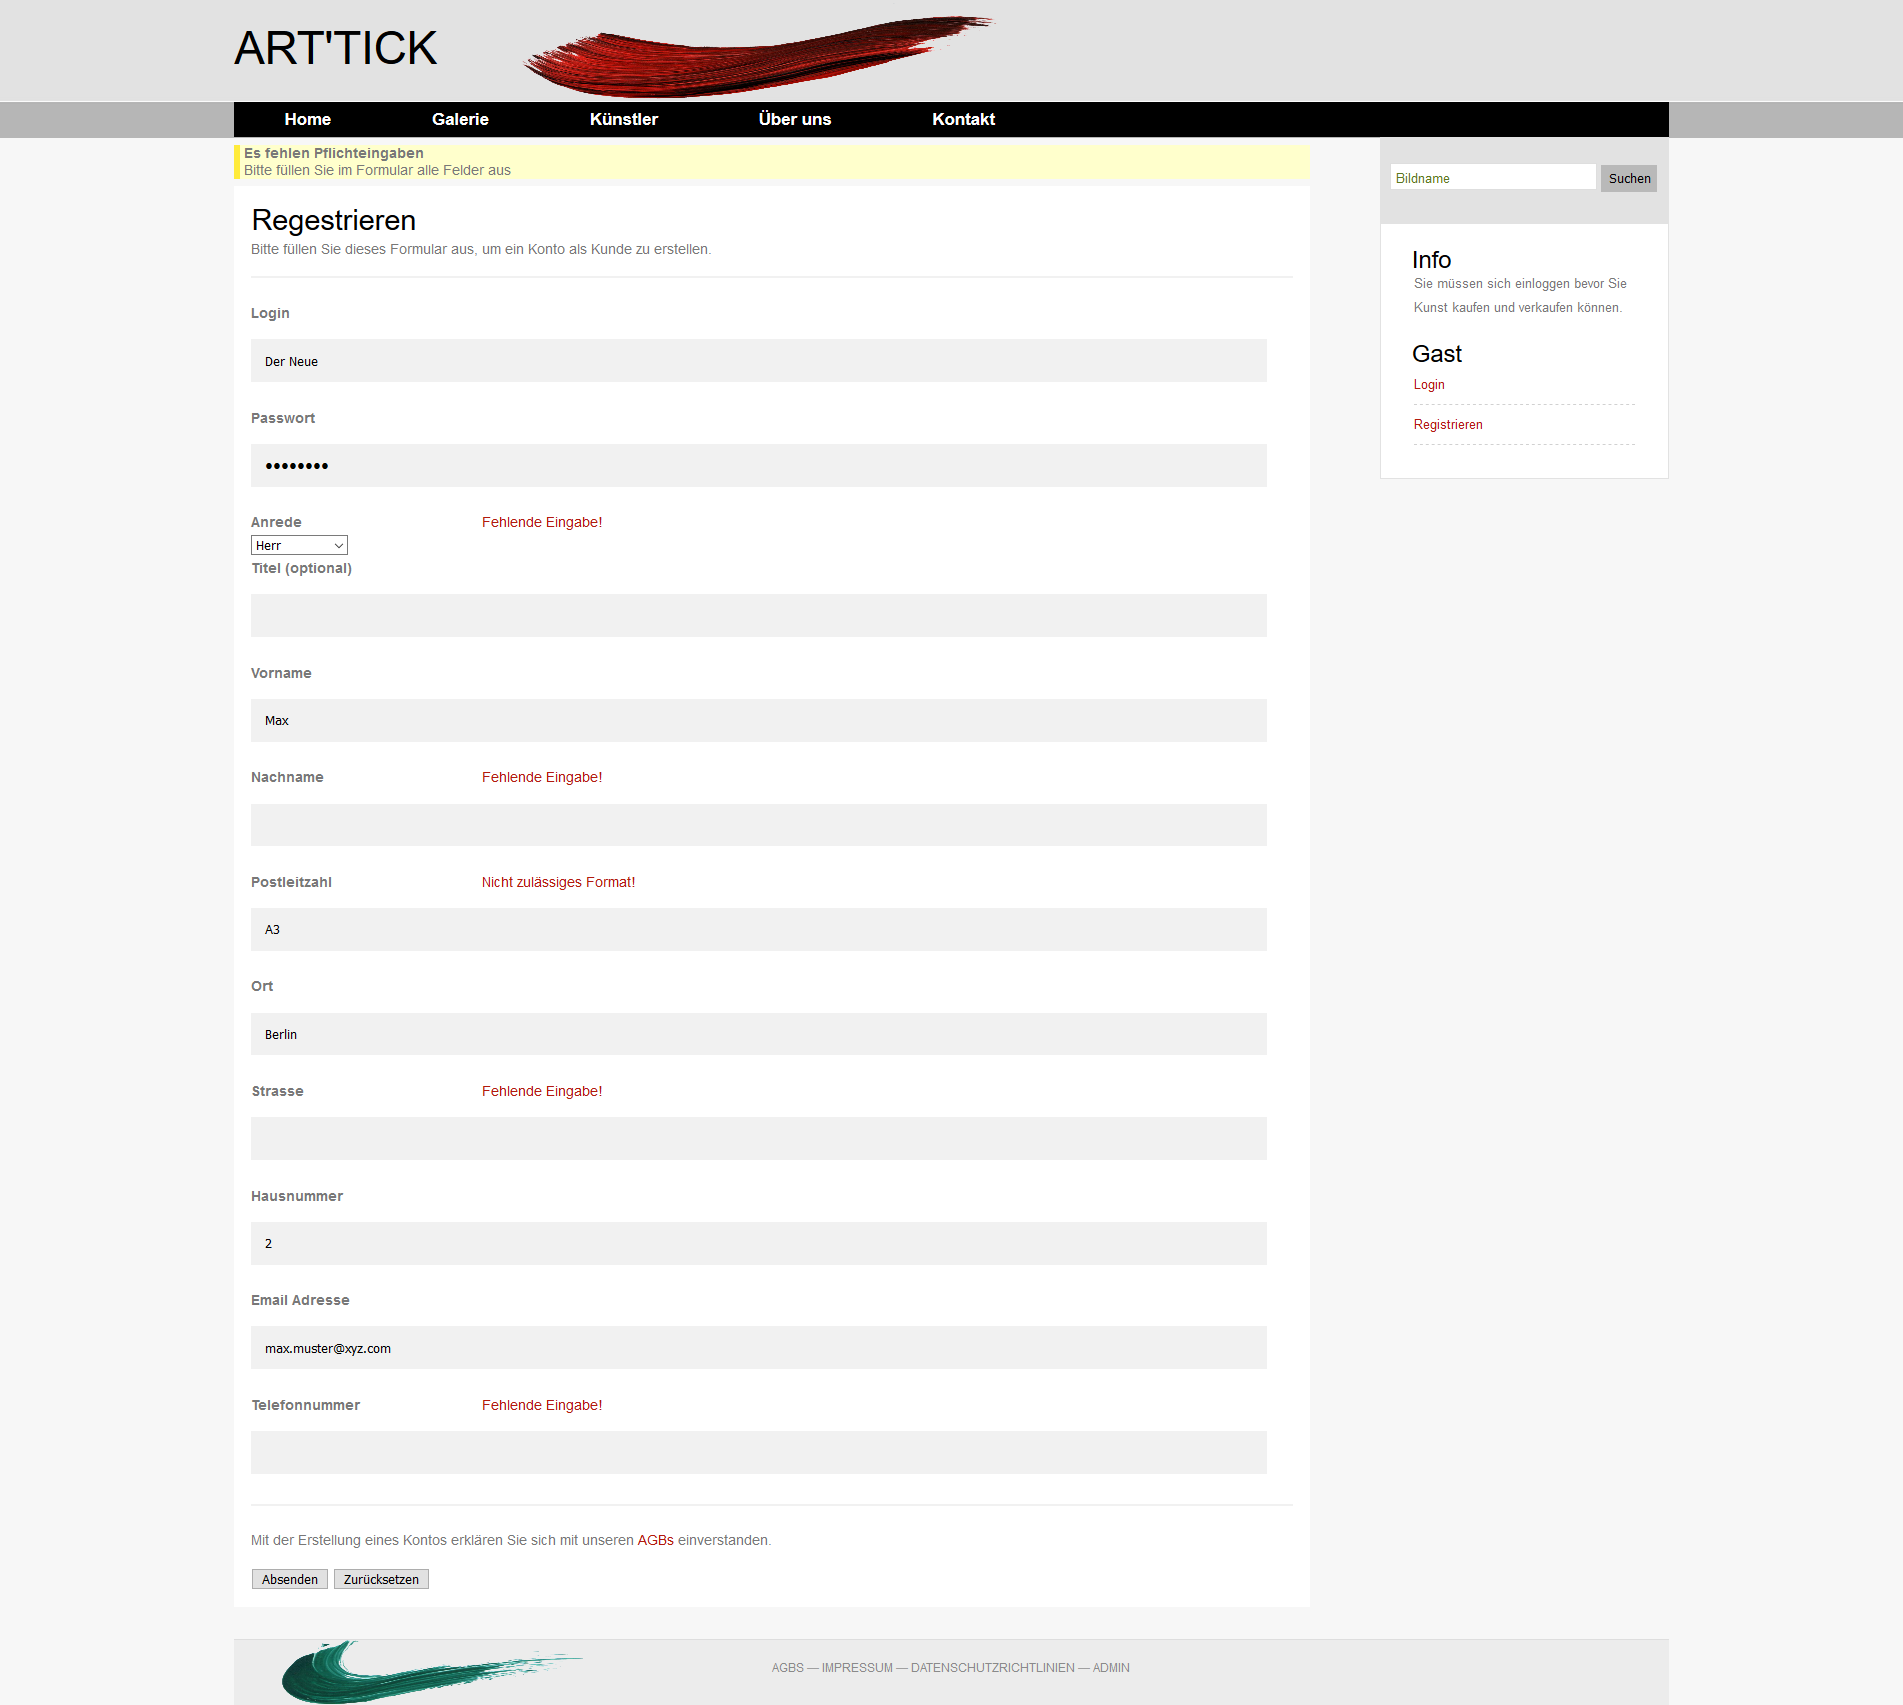 ART'TICK
Home Galerie Künstler Über uns Kontakt
Es fehlen Pflichteingaben
Bitte füllen Sie im Formular alle Felder aus
Bildname Suchen
Regestrieren
Bitte füllen Sie dieses Formular aus, um ein Konto als Kunde zu erstellen.
Login
Der Neue
Passwort
••••••••
Anrede Fehlende Eingabe!
Herr
Titel (optional)
Vorname
Max
Nachname Fehlende Eingabe!
Postleitzahl Nicht zulässiges Format!
A3
Ort
Berlin
Strasse Fehlende Eingabe!
Hausnummer
2
Email Adresse
max.muster@xyz.com
Telefonnummer Fehlende Eingabe!
Mit der Erstellung eines Kontos erklären Sie sich mit unseren AGBs einverstanden.
Absenden Zurücksetzen
Info
Sie müssen sich einloggen bevor Sie
Kunst kaufen und verkaufen können.
Gast
Login
Registrieren
AGBS — IMPRESSUM — DATENSCHUTZRICHTLINIEN — ADMIN